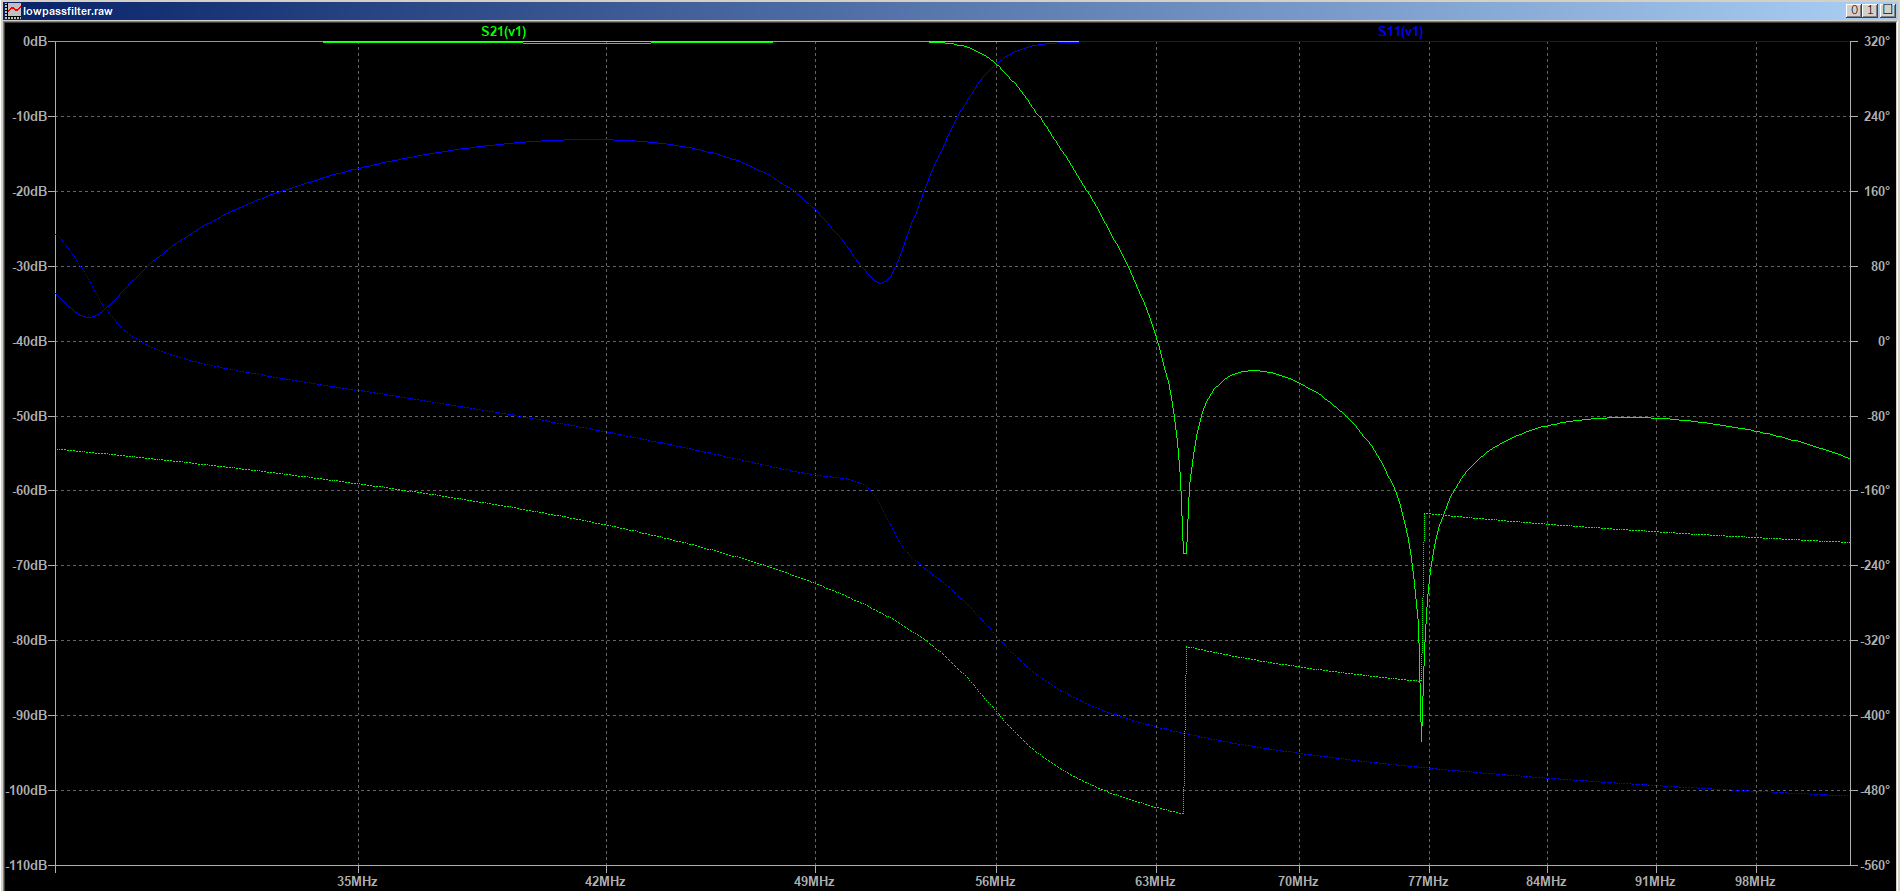 lowpassfilter.raw
S21(v1) S11(v1)
0dB 320°
-10dB 240°
-20dB 160°
-30dB 80°
-40dB 0°
-50dB -80°
-60dB -160°
-70dB -240°
-80dB -320°
-90dB -400°
-100dB -480°
-110dB -560°
35MHz 42MHz 49MHz 56MHz 63MHz 70MHz 77MHz 84MHz 91MHz 98MHz